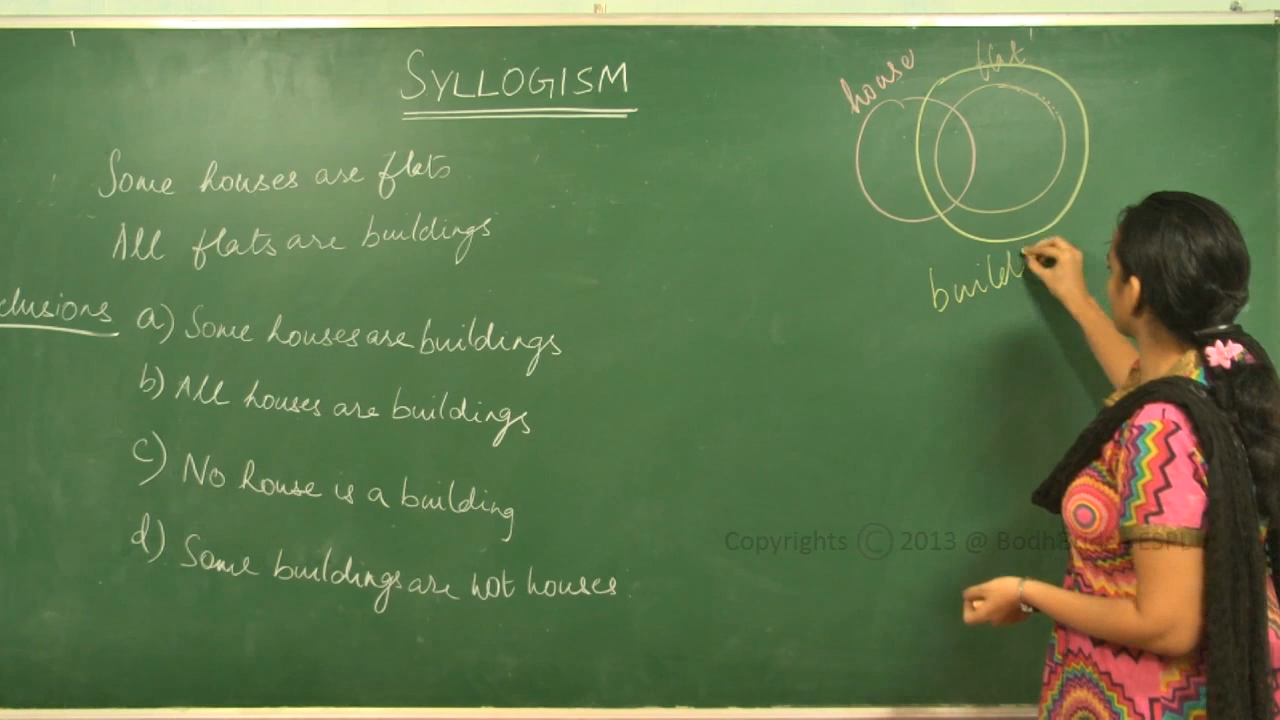 SYLLOGISM
Some houses are flats
All flats are buildings
clusions a) Some houses are buildings
b) All houses are buildings
c) No house is a building
d) Some buildings are not houses.
house
flat
build
Copyrights © 2013 @